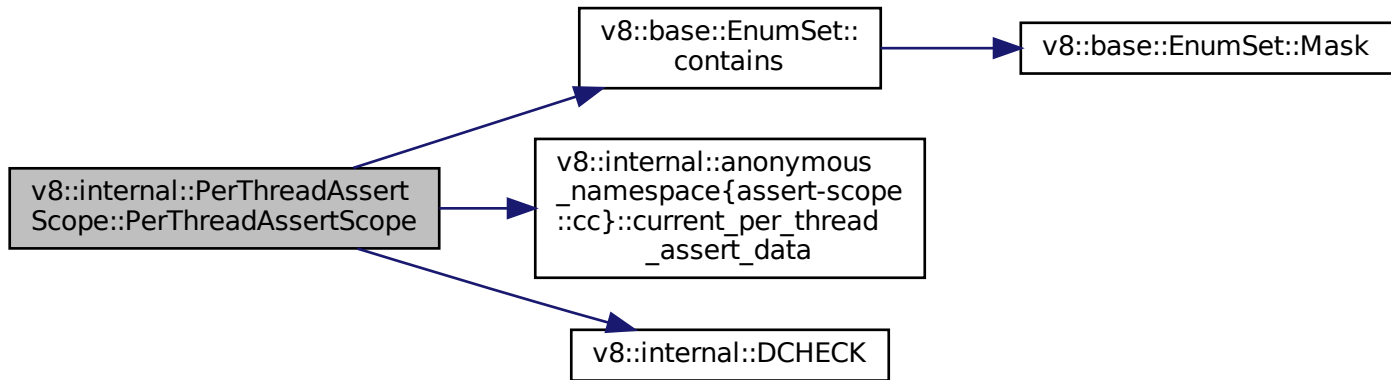 v8::base::EnumSet::
contains
v8::base::EnumSet::Mask
v8::internal::PerThreadAssert
Scope::PerThreadAssertScope
v8::internal::anonymous
_namespace{assert-scope
::cc}::current_per_thread
_assert_data
v8::internal::DCHECK